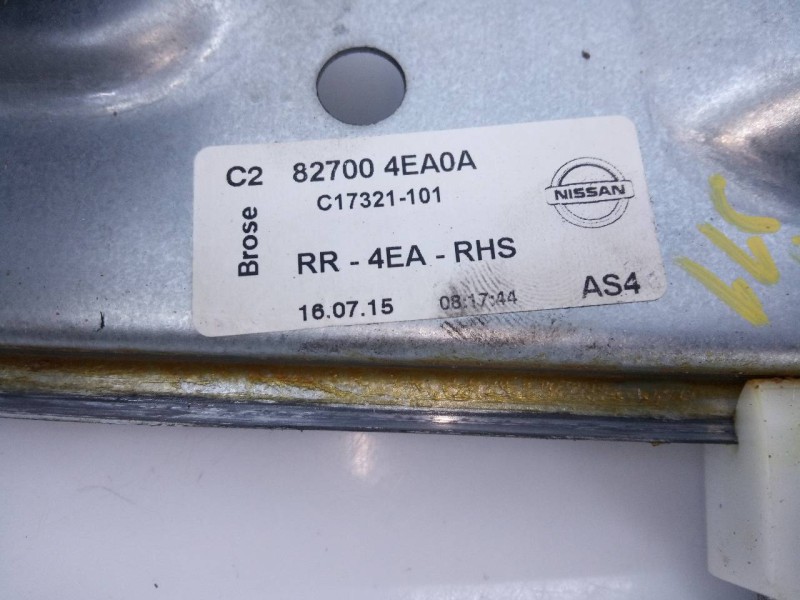 C2 82700 4EA0A
C17321-101
Brose
NISSAN
RR - 4EA - RHS
16.07.15 08:17:44 AS4